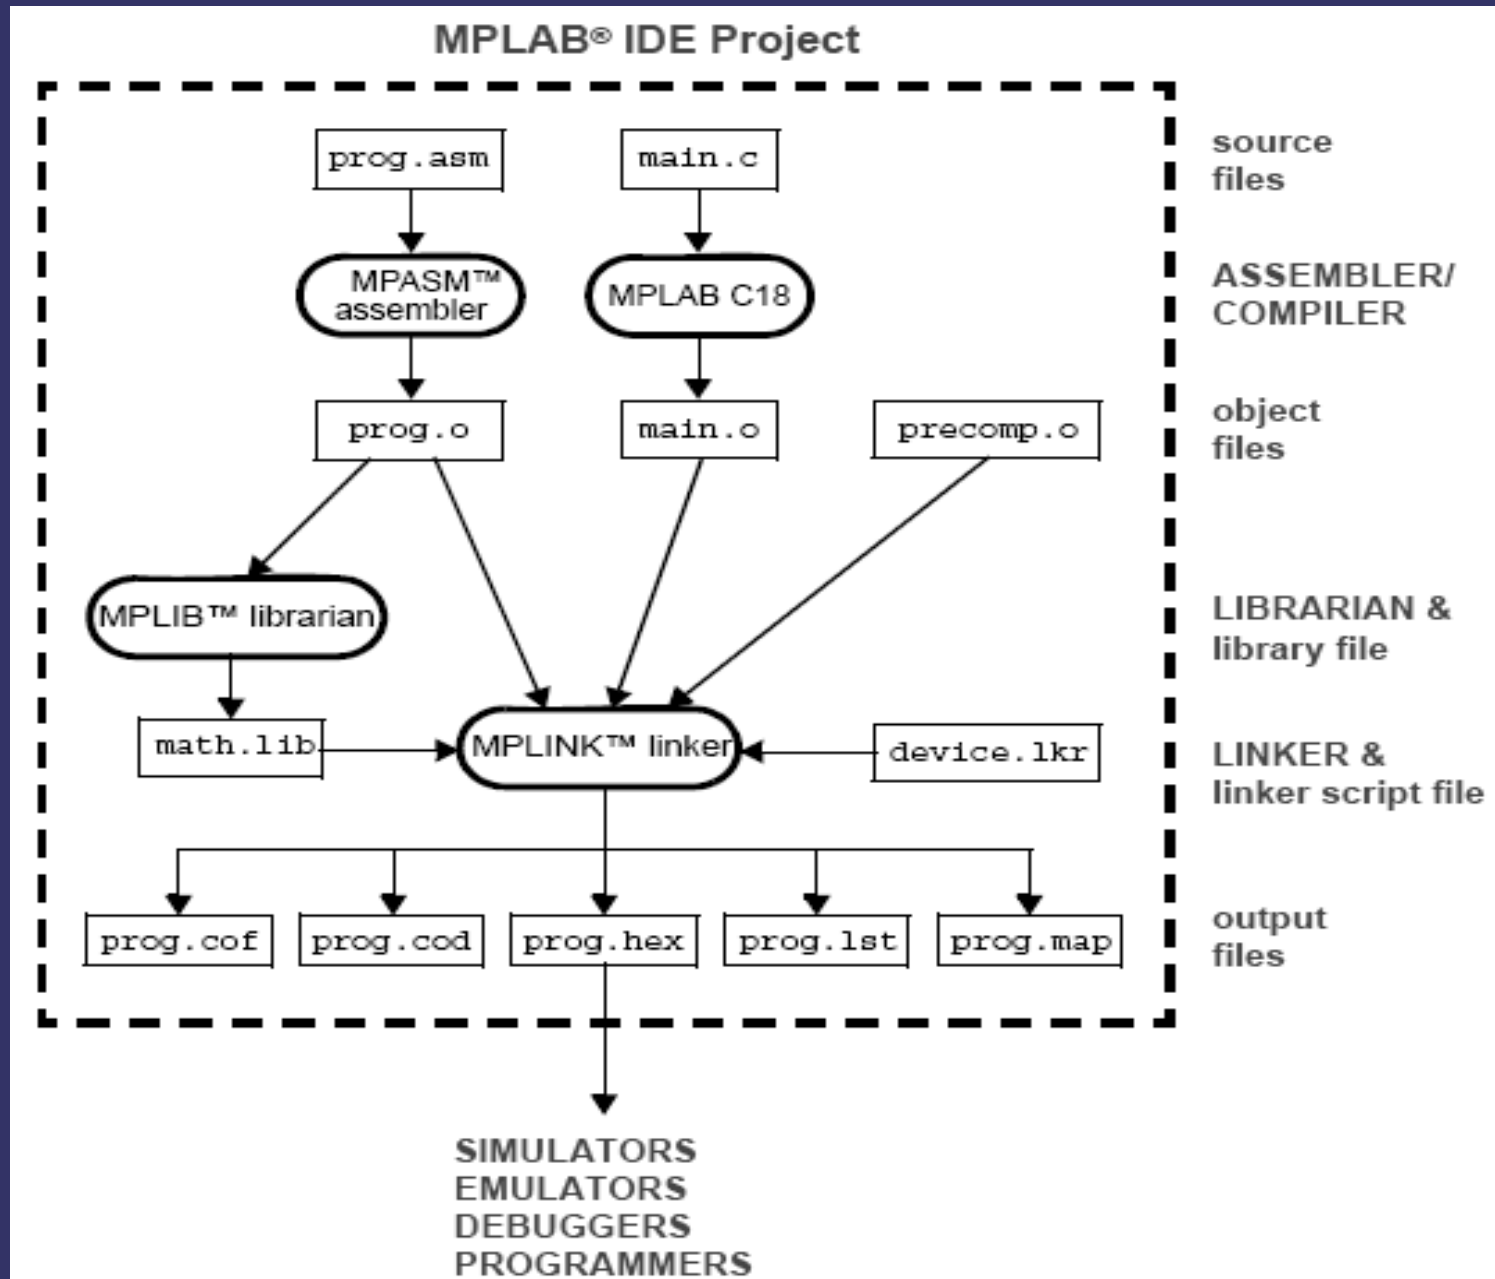 MPLAB® IDE Project
prog.asm
main.c
source
files
MPASM™
assembler
MPLAB C18
ASSEMBLER/
COMPILER
prog.o
main.o
precomp.o
object
files
MPLIB™ librarian
LIBRARIAN &
library file
math.lib
MPLINK™ linker
device.lkr
LINKER &
linker script file
prog.cof
prog.cod
prog.hex
prog.lst
prog.map
output
files
SIMULATORS
EMULATORS
DEBUGGERS
PROGRAMMERS